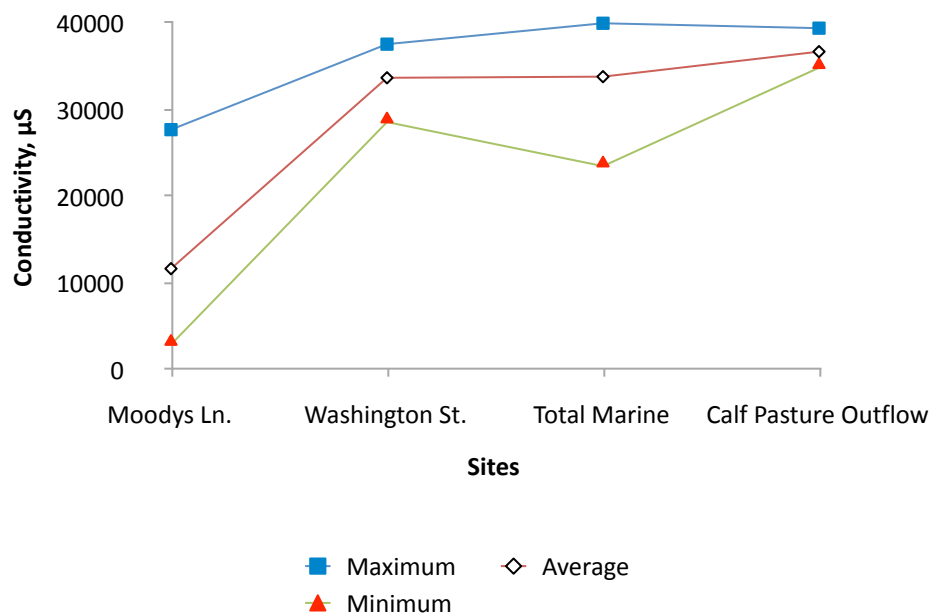 40000
30000
20000
10000
0
Conductivity, µS
Moodys Ln. Washington St. Total Marine Calf Pasture Outflow
Sites
Maximum Average
Minimum